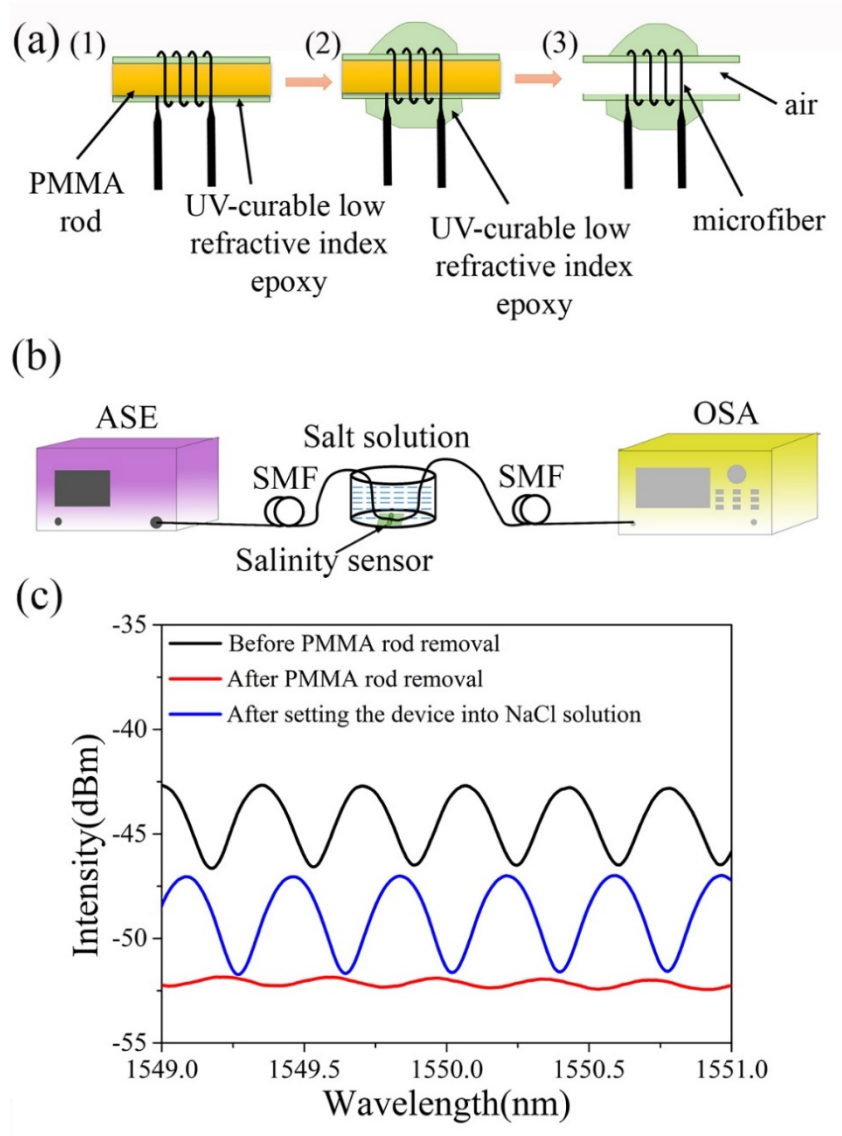 (a) (1) (2) (3)
air
PMMA
rod
UV-curable low
refractive index
epoxy
UV-curable low
refractive index
epoxy
microfiber
(b)
ASE
OSA
Salt solution
SMF
SMF
Salinity sensor
(c)
-35
Before PMMA rod removal
After PMMA rod removal
After setting the device into NaCl solution
-40
-45
-50
-55
Intensity(dBm)
1549.0 1549.5 1550.0 1550.5 1551.0
Wavelength(nm)